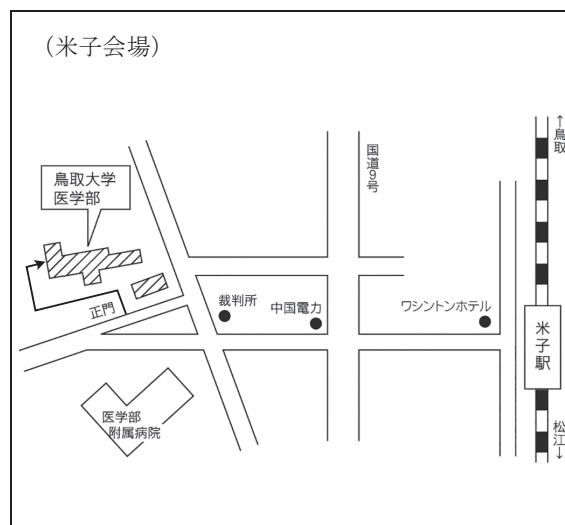 （米子会場）
鳥取大学
医学部
国道9号
←鳥取
正門
裁判所
中国電力
ワシントンホテル
米子駅
医学部
附属病院
松江→